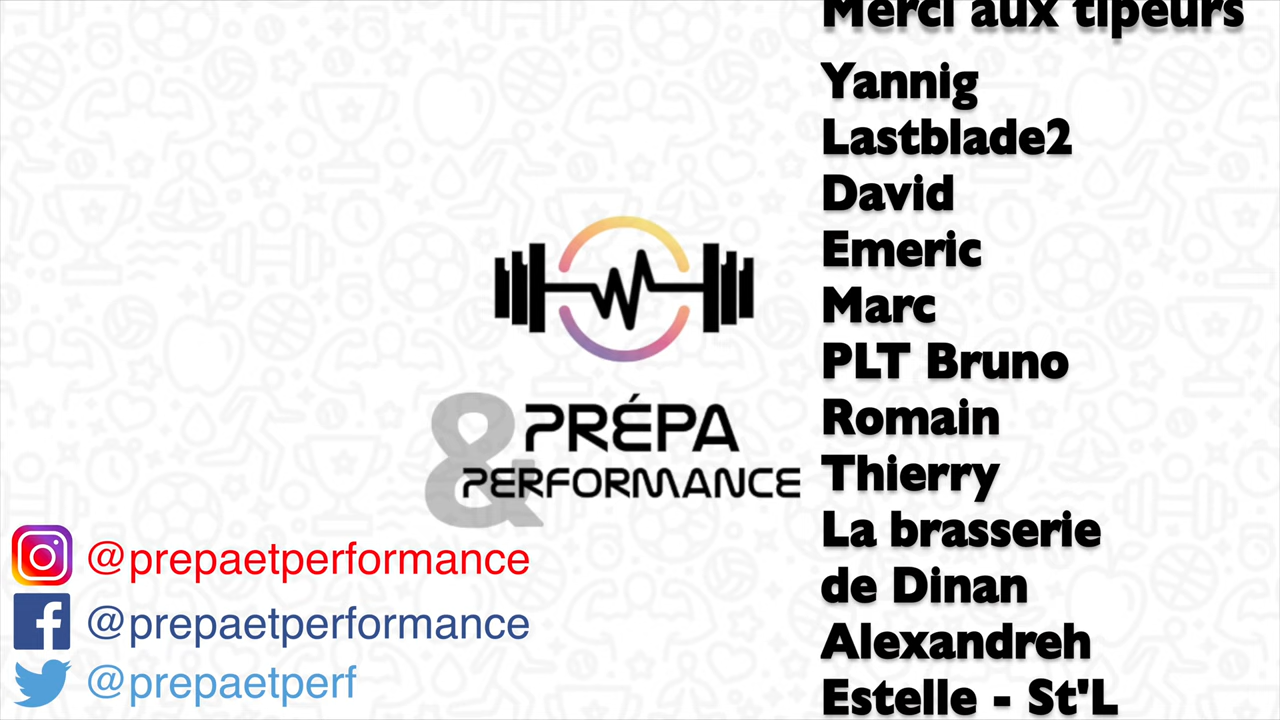 Merci aux tipeurs
Yannig
Lastblade2
David
Emeric
Marc
PLT Bruno
Romain
Thierry
La brasserie
de Dinan
Alexandreh
Estelle - St'L
& PRÉPA
PERFORMANCE
@prepaetperformance
@prepaetperformance
@prepaetperf